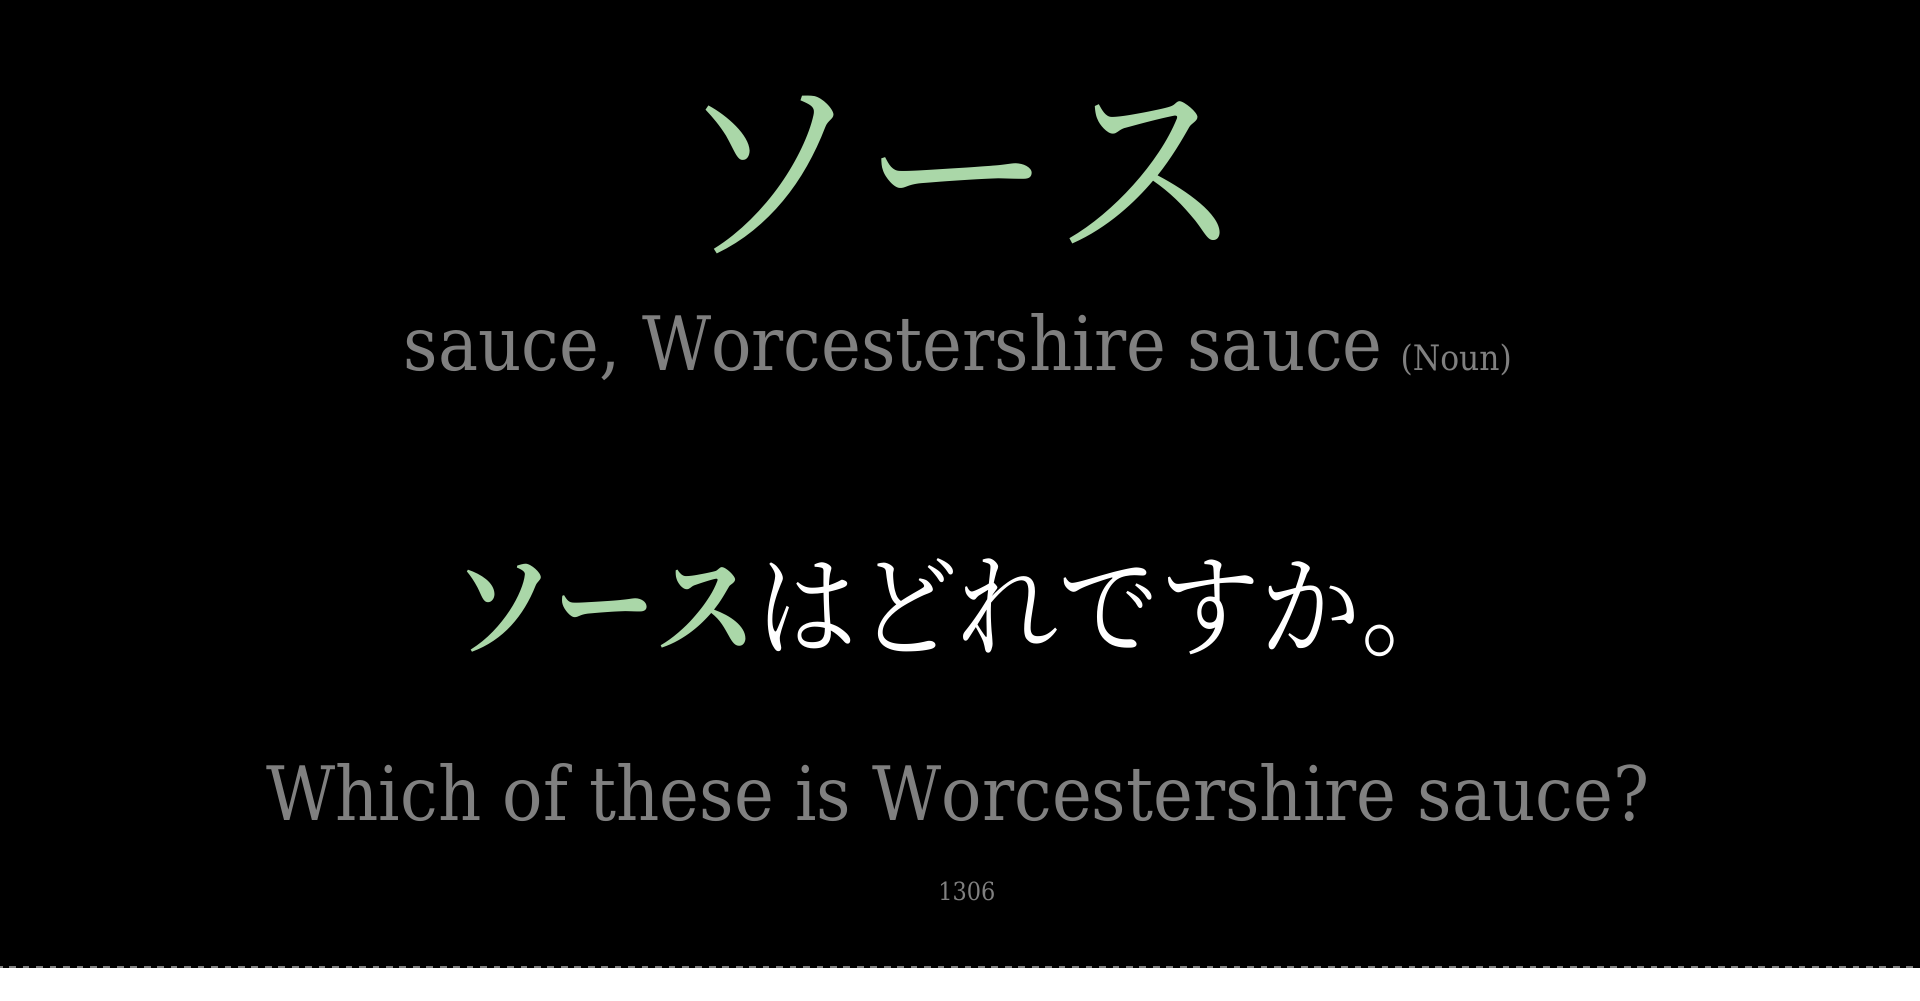 ソース
sauce, Worcestershire sauce (Noun)
ソースはどれですか。
Which of these is Worcestershire sauce?
1306